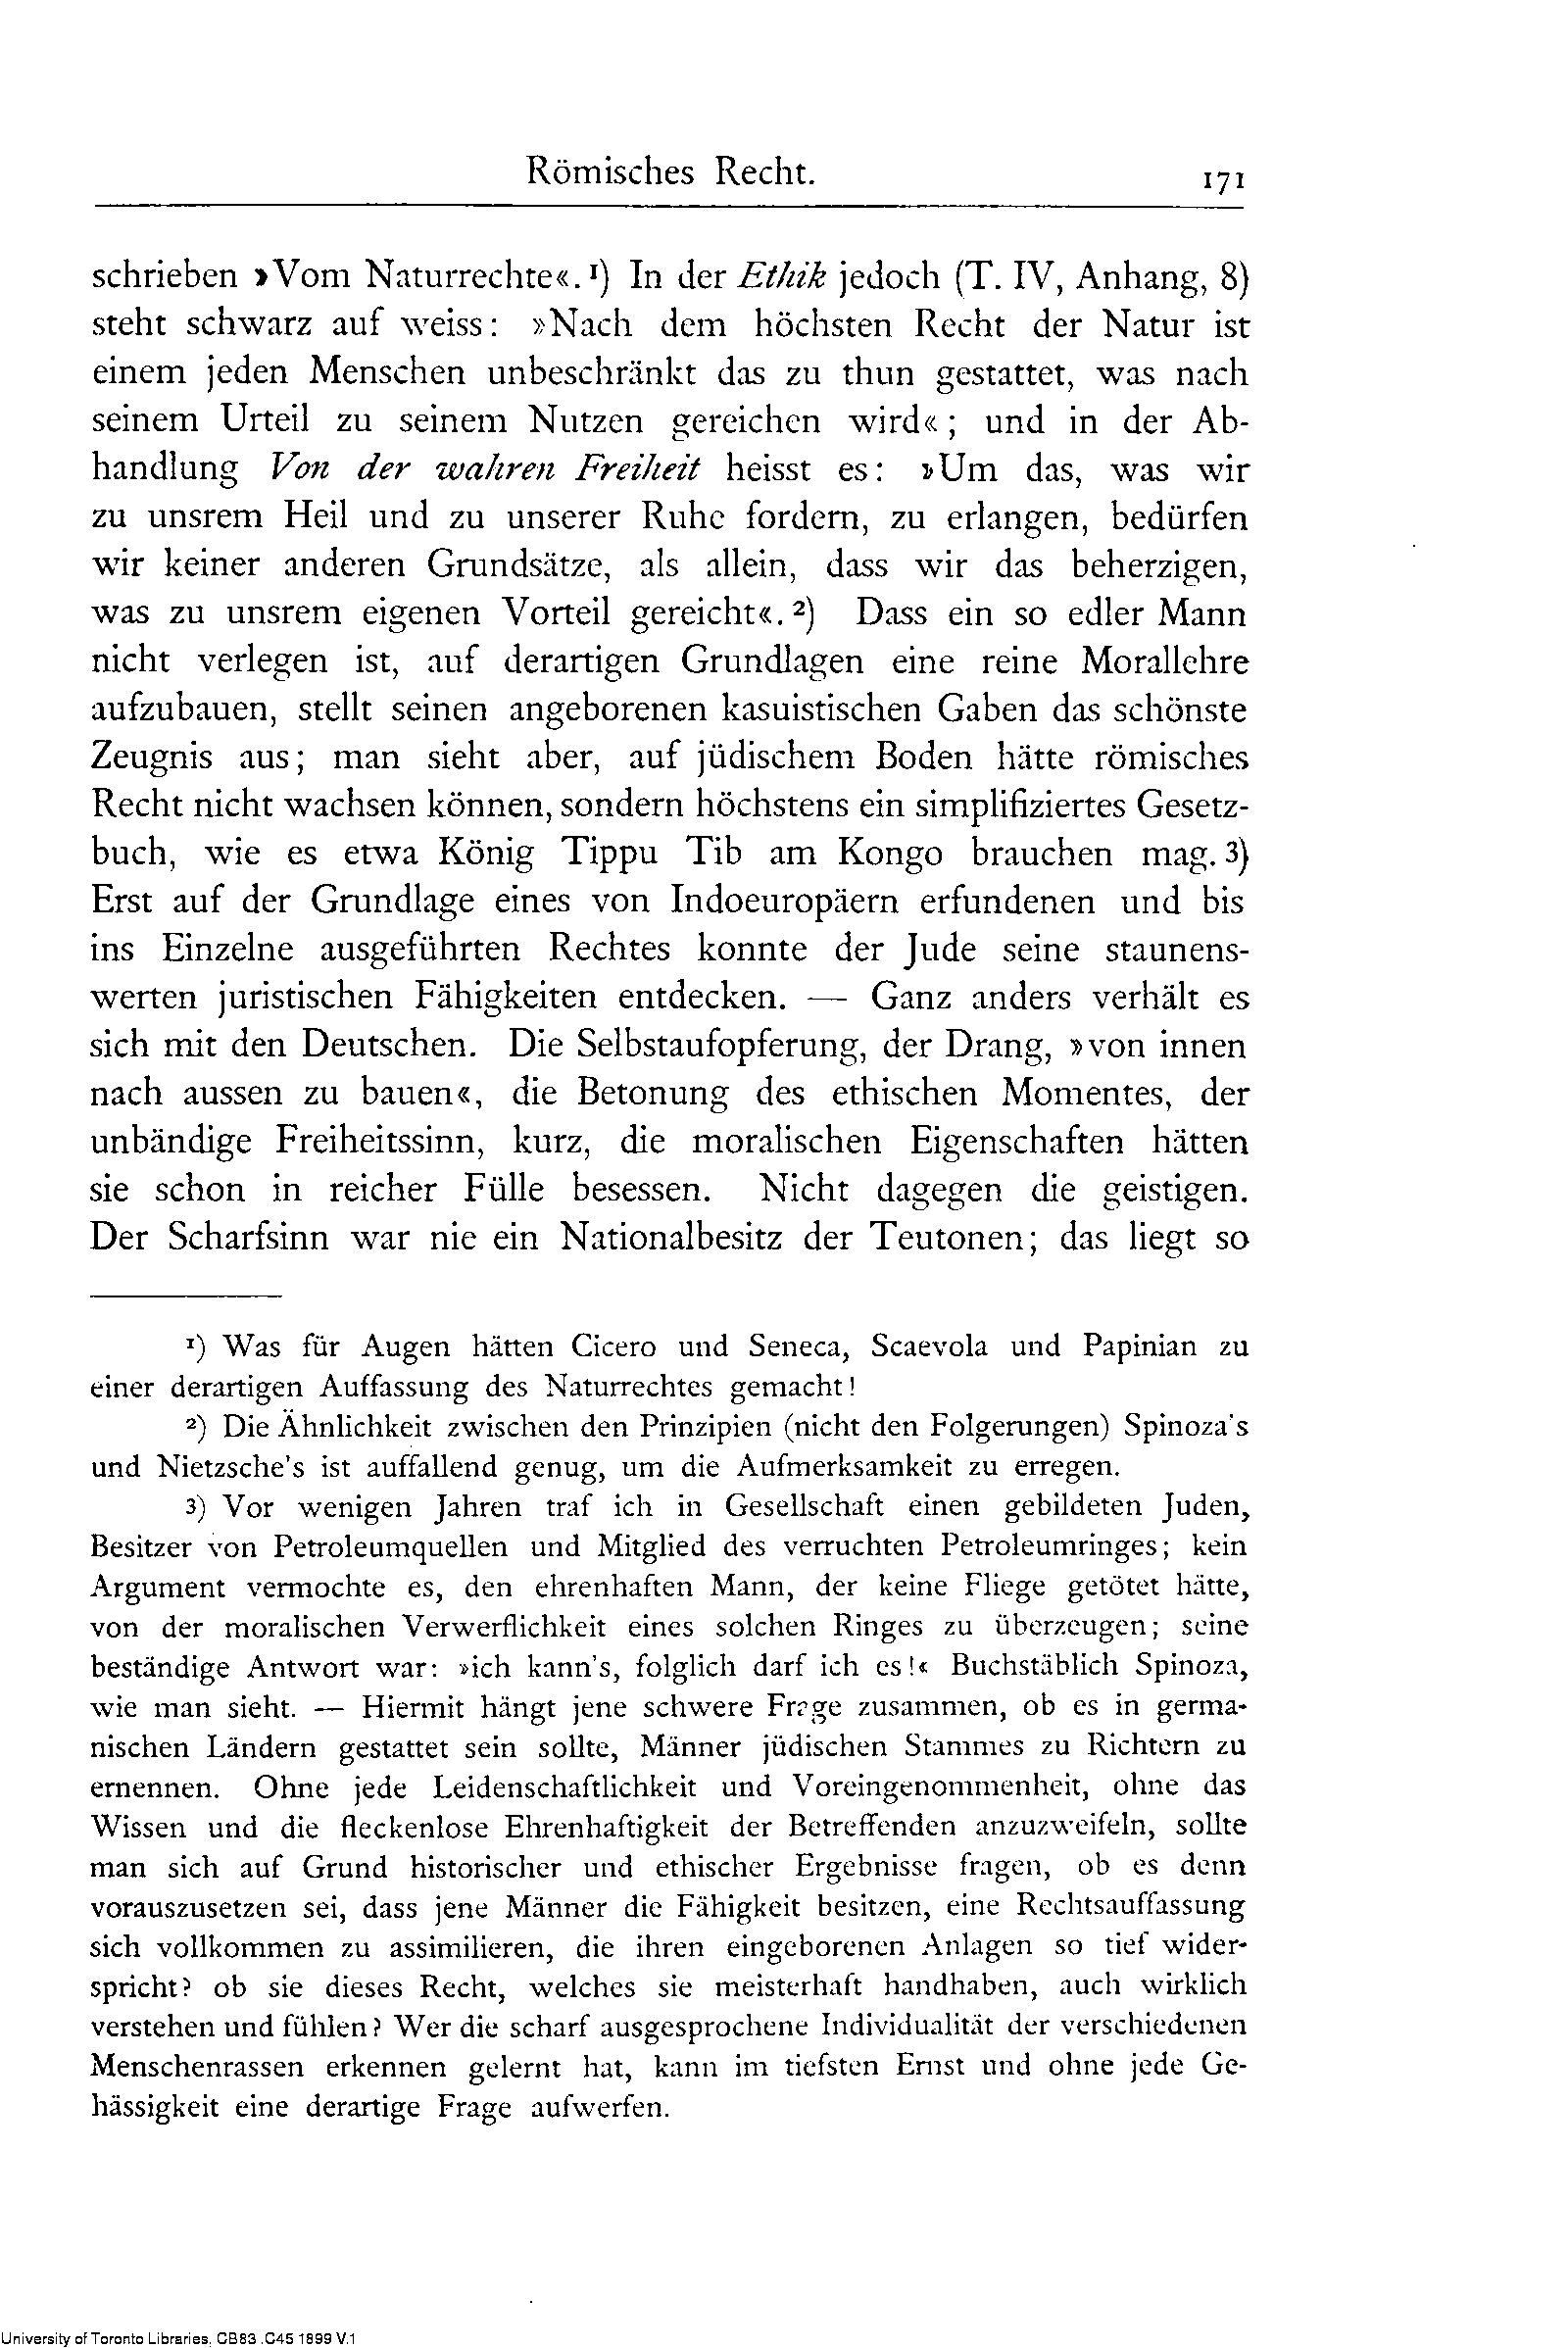 Römisches Recht.
171
schrieben »Vom Naturrechte«.¹) In der Ethik jedoch (T. IV, Anhang, 8)
steht schwarz auf weiss: »Nach dem höchsten Recht der Natur ist
einem jeden Menschen unbeschränkt das zu thun gestattet, was nach
seinem Urteil zu seinem Nutzen gereichen wird«; und in der Ab-
handlung Von der wahren Freiheit heisst es: »Um das, was wir
zu unsrem Heil und zu unserer Ruhe fordern, zu erlangen, bedürfen
wir keiner anderen Grundsätze, als allein, dass wir das beherzigen,
was zu unsrem eigenen Vorteil gereicht«.²) Dass ein so edler Mann
nicht verlegen ist, auf derartigen Grundlagen eine reine Morallehre
aufzubauen, stellt seinen angeborenen kasuistischen Gaben das schönste
Zeugnis aus; man sieht aber, auf jüdischem Boden hätte römisches
Recht nicht wachsen können, sondern höchstens ein simplifiziertes Gesetz-
buch, wie es etwa König Tippu Tib am Kongo brauchen mag.³)
Erst auf der Grundlage eines von Indoeuropäern erfundenen und bis
ins Einzelne ausgeführten Rechtes konnte der Jude seine staunens-
werten juristischen Fähigkeiten entdecken. — Ganz anders verhält es
sich mit den Deutschen. Die Selbstaufopferung, der Drang, »von innen
nach aussen zu bauen«, die Betonung des ethischen Momentes, der
unbändige Freiheitssinn, kurz, die moralischen Eigenschaften hätten
sie schon in reicher Fülle besessen. Nicht dagegen die geistigen.
Der Scharfsinn war nie ein Nationalbesitz der Teutonen; das liegt so
¹) Was für Augen hätten Cicero und Seneca, Scaevola und Papinian zu
einer derartigen Auffassung des Naturrechtes gemacht!
²) Die Ähnlichkeit zwischen den Prinzipien (nicht den Folgerungen) Spinoza's
und Nietzsche's ist auffallend genug, um die Aufmerksamkeit zu erregen.
³) Vor wenigen Jahren traf ich in Gesellschaft einen gebildeten Juden,
Besitzer von Petroleumquellen und Mitglied des verruchten Petroleumringes; kein
Argument vermochte es, den ehrenhaften Mann, der keine Fliege getötet hätte,
von der moralischen Verwerflichkeit eines solchen Ringes zu überzeugen; seine
beständige Antwort war: »ich kann's, folglich darf ich es!« Buchstäblich Spinoza,
wie man sieht. — Hiermit hängt jene schwere Frage zusammen, ob es in germa-
nischen Ländern gestattet sein sollte, Männer jüdischen Stammes zu Richtern zu
ernennen. Ohne jede Leidenschaftlichkeit und Voreingenommenheit, ohne das
Wissen und die fleckenlose Ehrenhaftigkeit der Betreffenden anzuzweifeln, sollte
man sich auf Grund historischer und ethischer Ergebnisse fragen, ob es denn
vorauszusetzen sei, dass jene Männer die Fähigkeit besitzen, eine Rechtsauffassung
sich vollkommen zu assimilieren, die ihren eingeborenen Anlagen so tief wider-
spricht? ob sie dieses Recht, welches sie meisterhaft handhaben, auch wirklich
verstehen und fühlen? Wer die scharf ausgesprochene Individualität der verschiedenen
Menschenrassen erkennen gelernt hat, kann im tiefsten Ernst und ohne jede Ge-
hässigkeit eine derartige Frage aufwerfen.
University of Toronto Libraries, CB83 .C45 1899 V.1